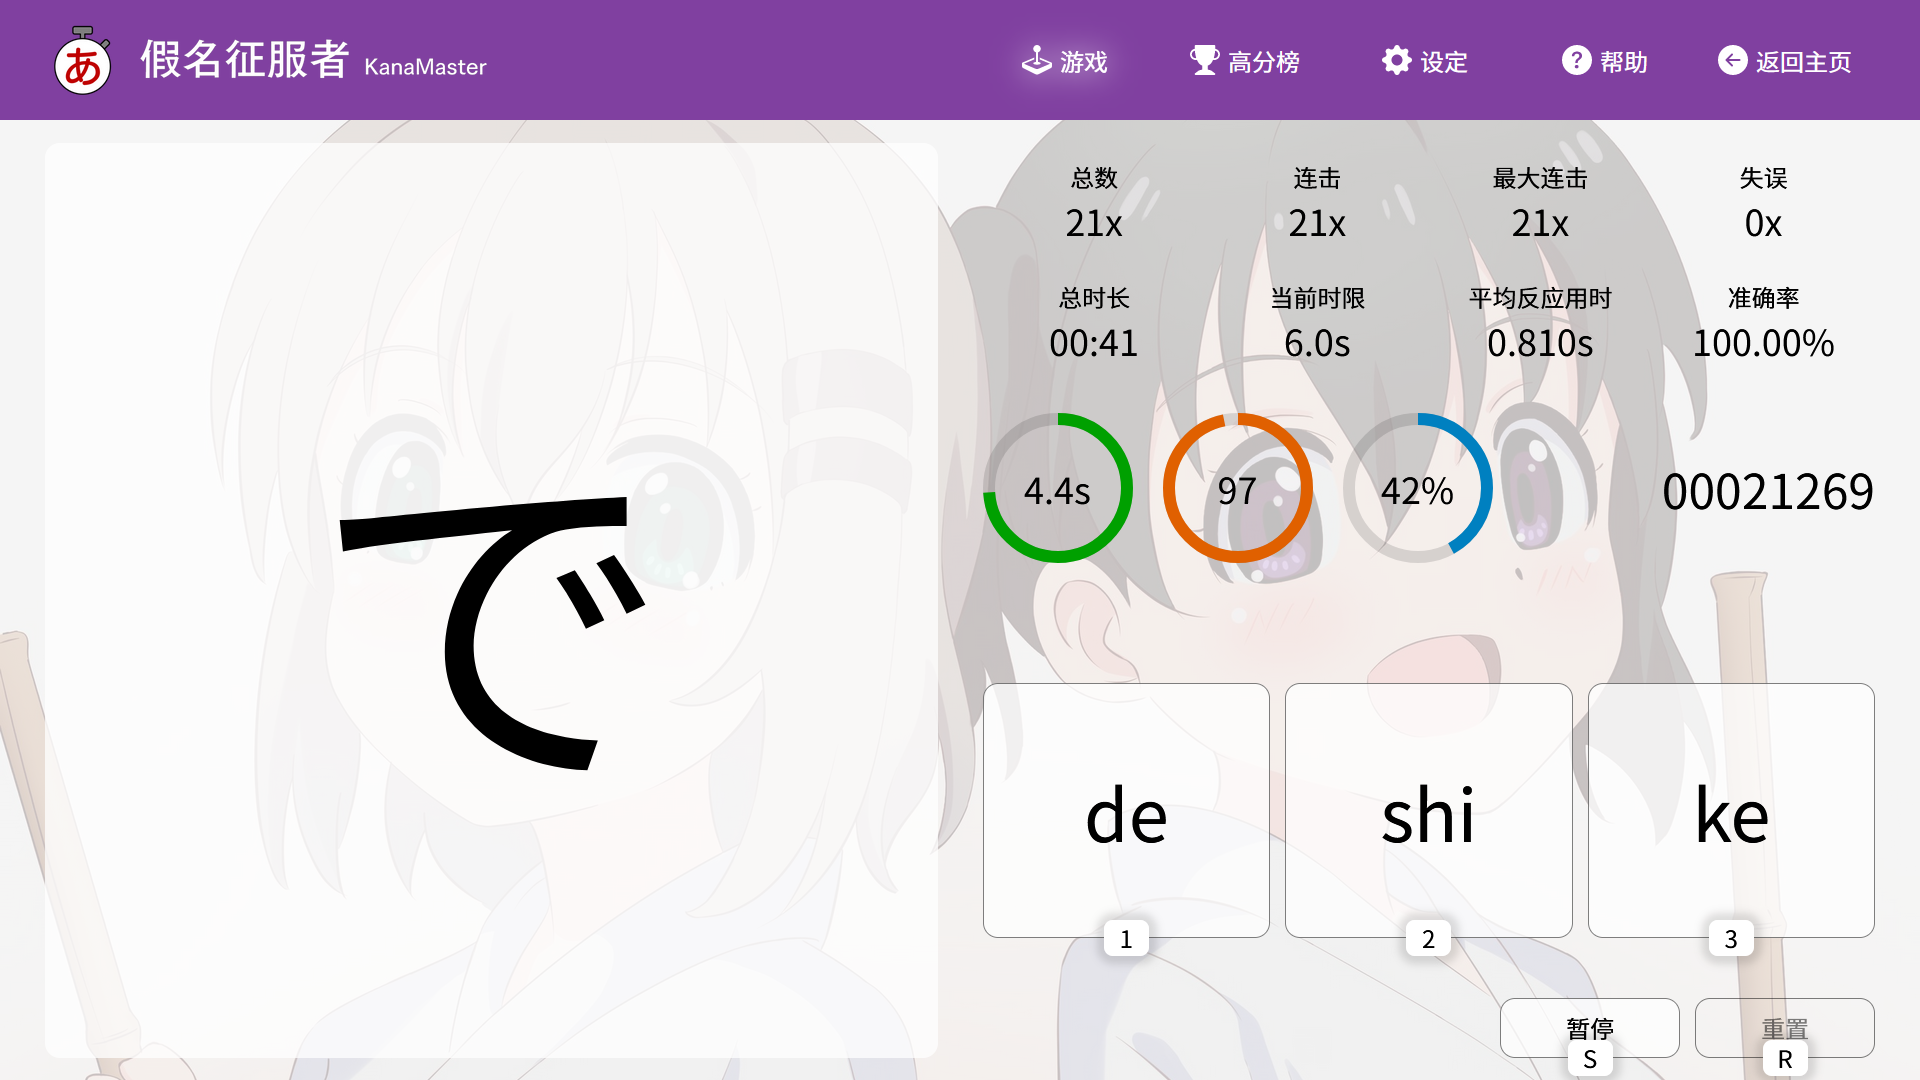 あ 假名征服者 KanaMaster
游戏 高分榜 设定 ? 帮助 返回主页
总数 连击 最大连击 失误
21x 21x 21x 0x
总时长 当前时限 平均反应用时 准确率
00:41 6.0s 0.810s 100.00%
4.4s 97 42% 00021269
で
de shi ke
1 2 3
暂停 重置
S R